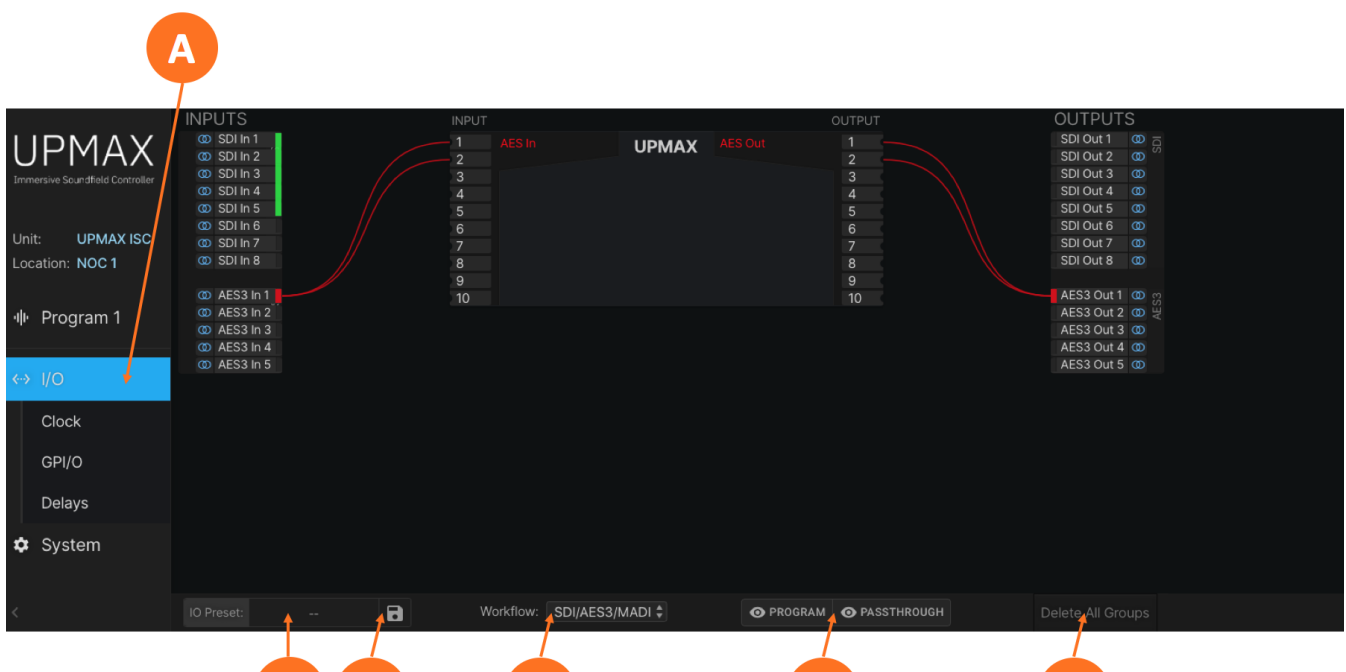 A
UPMAX
Immersive Soundfield Controller
Unit: UPMAX ISC
Location: NOC 1
Program 1
I/O
Clock
GPI/O
Delays
System
INPUTS
SDI In 1
SDI In 2
SDI In 3
SDI In 4
SDI In 5
SDI In 6
SDI In 7
SDI In 8
AES3 In 1
AES3 In 2
AES3 In 3
AES3 In 4
AES3 In 5
INPUT
1
2
3
4
5
6
7
8
9
10
AES In
UPMAX
AES Out
OUTPUT
1
2
3
4
5
6
7
8
9
10
OUTPUTS
SDI Out 1
SDI Out 2
SDI Out 3
SDI Out 4
SDI Out 5
SDI Out 6
SDI Out 7
SDI Out 8
SDI
AES3 Out 1
AES3 Out 2
AES3 Out 3
AES3 Out 4
AES3 Out 5
AES3
IO Preset: --
Workflow: SDI/AES3/MADI
PROGRAM
PASSTHROUGH
Delete All Groups